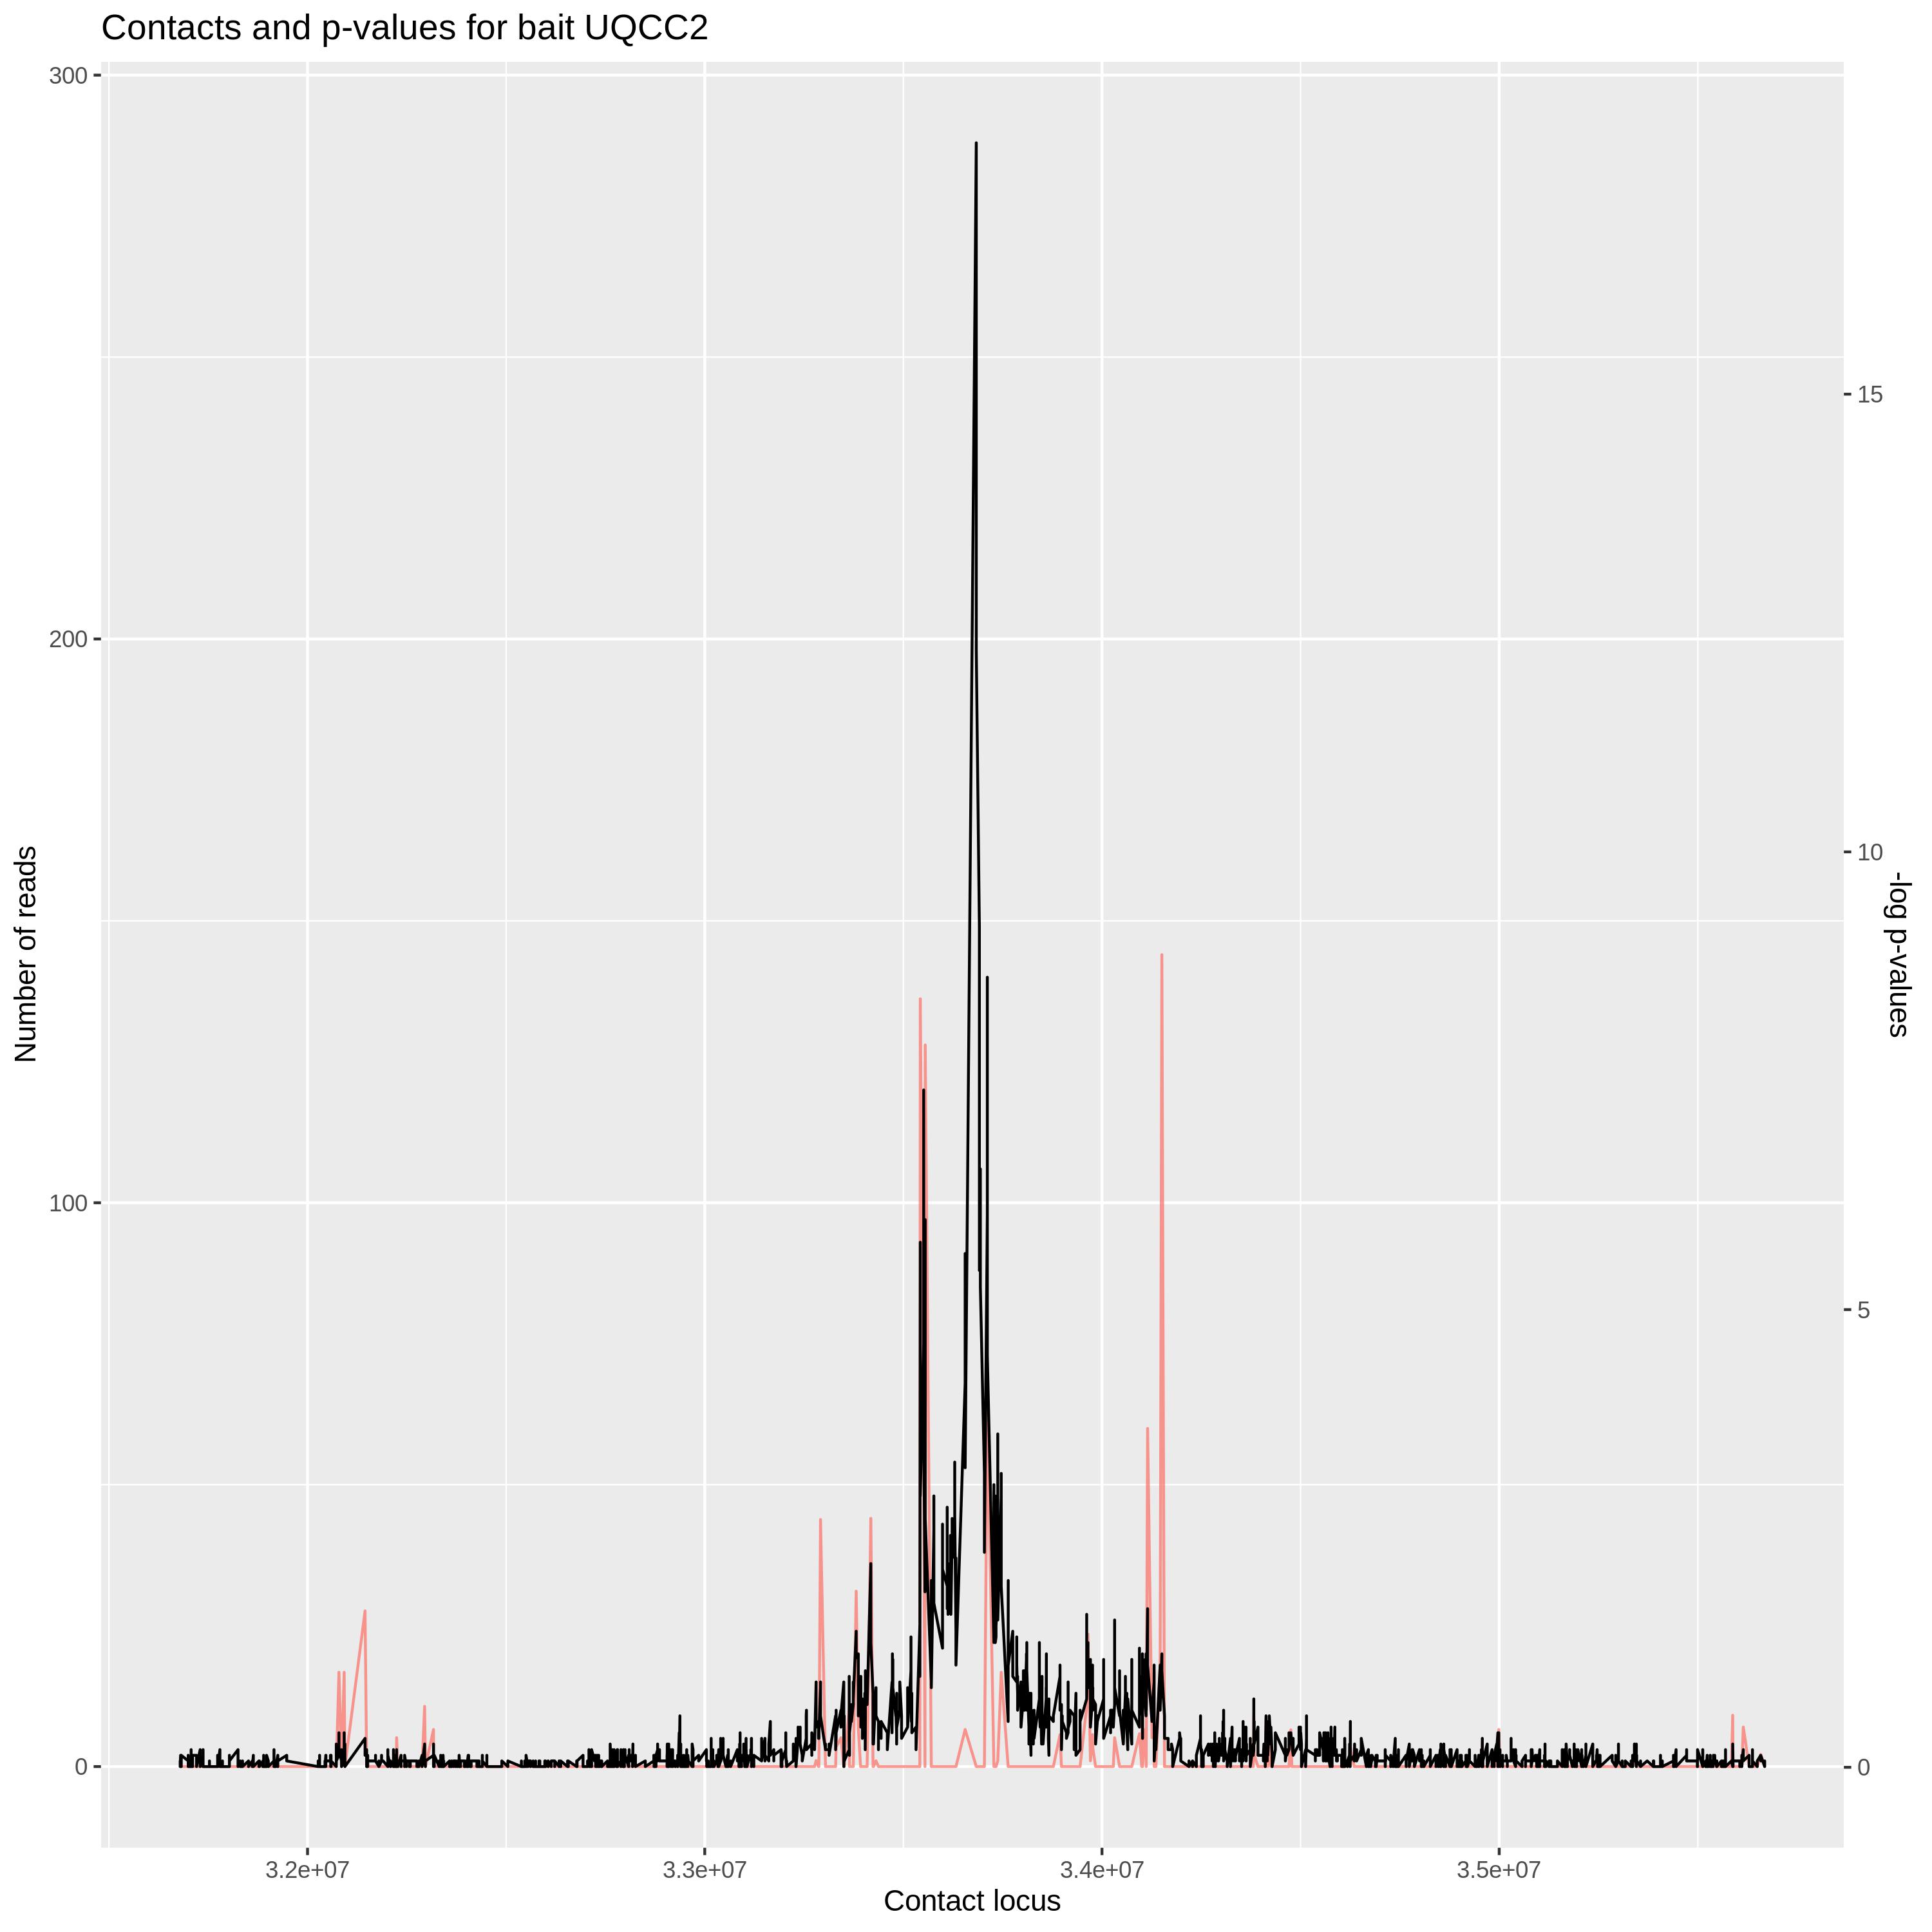 Contacts and p-values for bait UQCC2
300
200
100
0
Number of reads
15
10
5
0
-log p-values
3.2e+07
3.3e+07
3.4e+07
3.5e+07
Contact locus